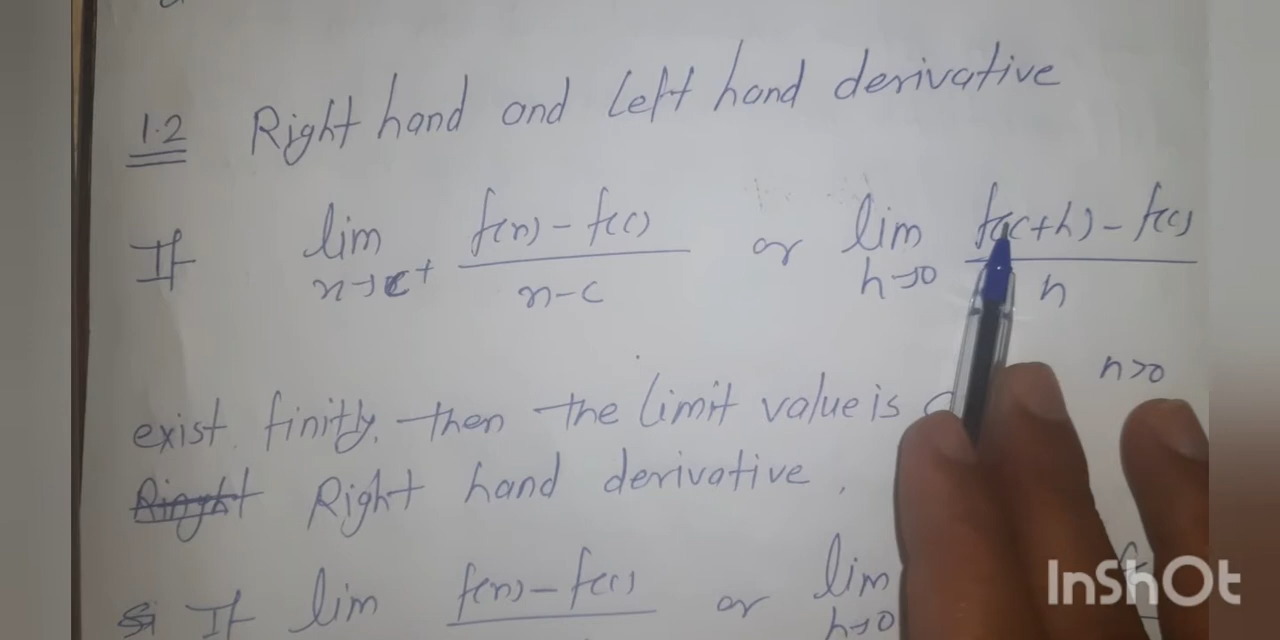 1.2 Right hand and left hand derivative
If lim x→c+ f(x) - f(c) / x-c or lim h→0 f(c+h) - f(c) / h
h>0
exist finitly, then the limit value is
Right hand derivative.
If lim f(x) - f(c) or lim h→0
InShOt